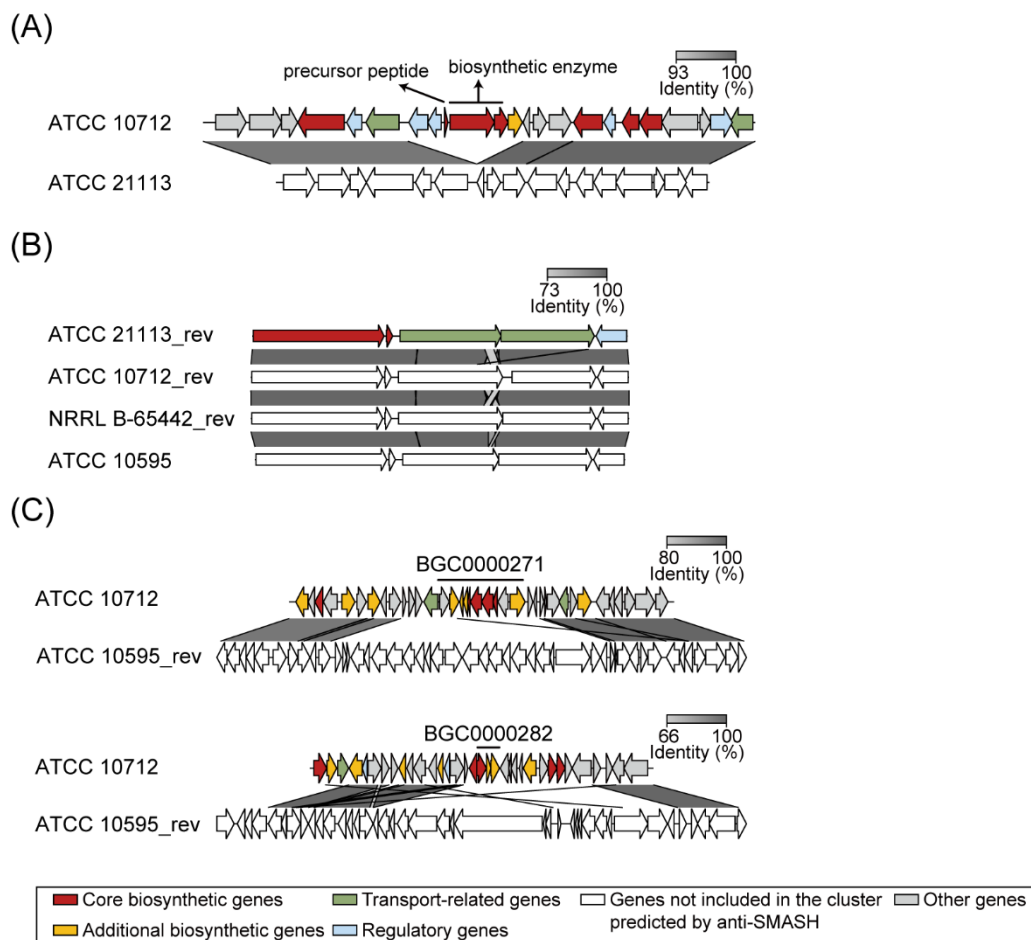 (A)
93 100
Identity (%)
precursor peptide
biosynthetic enzyme
ATCC 10712
ATCC 21113
(B)
73 100
Identity (%)
ATCC 21113_rev
ATCC 10712_rev
NRRL B-65442_rev
ATCC 10595
(C)
80 100
Identity (%)
BGC0000271
ATCC 10712
ATCC 10595_rev
66 100
Identity (%)
BGC0000282
ATCC 10712
ATCC 10595_rev
Core biosynthetic genes
Transport-related genes
Genes not included in the cluster
predicted by anti-SMASH
Other genes
Additional biosynthetic genes
Regulatory genes